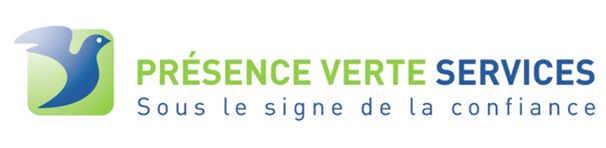 PRÉSENCE VERTE SERVICES
Sous le signe de la confiance